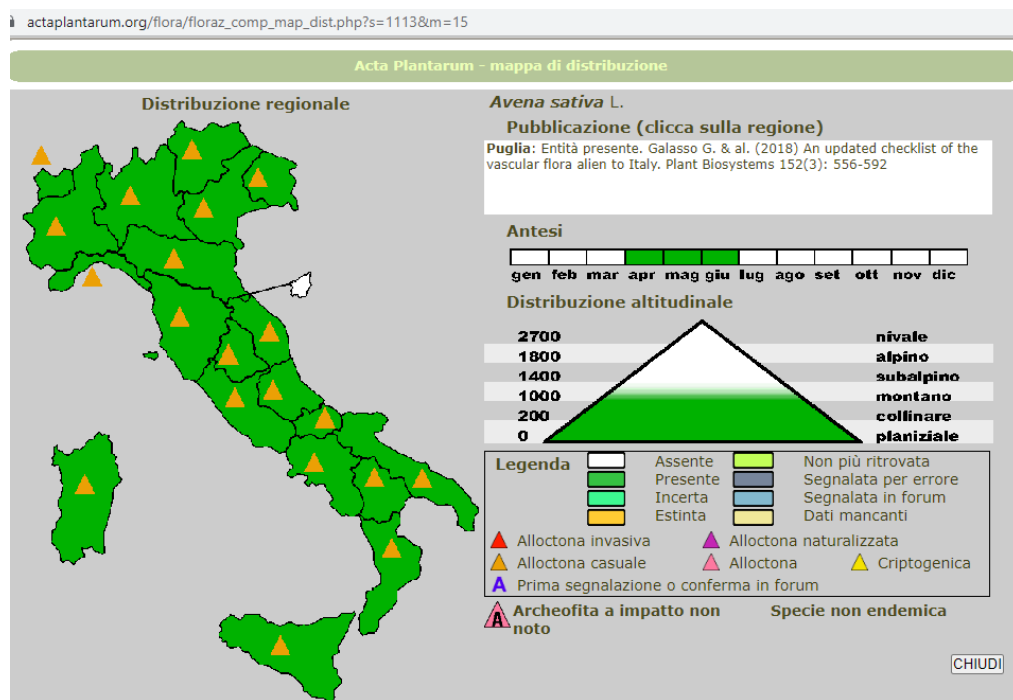 actaplantarum.org/flora/floraz_comp_map_dist.php?s=1113&m=15
Acta Plantarum - mappa di distribuzione
Distribuzione regionale
Avena sativa L.
Pubblicazione (clicca sulla regione)
Puglia: Entità presente. Galasso G. & al. (2018) An updated checklist of the
vascular flora alien to Italy. Plant Biosystems 152(3): 556-592
Antesi
gen feb mar apr mag giu lug ago set ott nov dic
Distribuzione altitudinale
2700 nivale
1800 alpino
1400 subalpino
1000 montano
200 collinare
0 planiziale
Legenda Assente Non più ritrovata
Presente Segnalata per errore
Incerta Segnalata in forum
Estinta Dati mancanti
Alloctona invasiva Alloctona naturalizzata
Alloctona casuale Alloctona Criptogenica
A Prima segnalazione o conferma in forum
A Archeofita a impatto non Specie non endemica
noto
CHIUDI